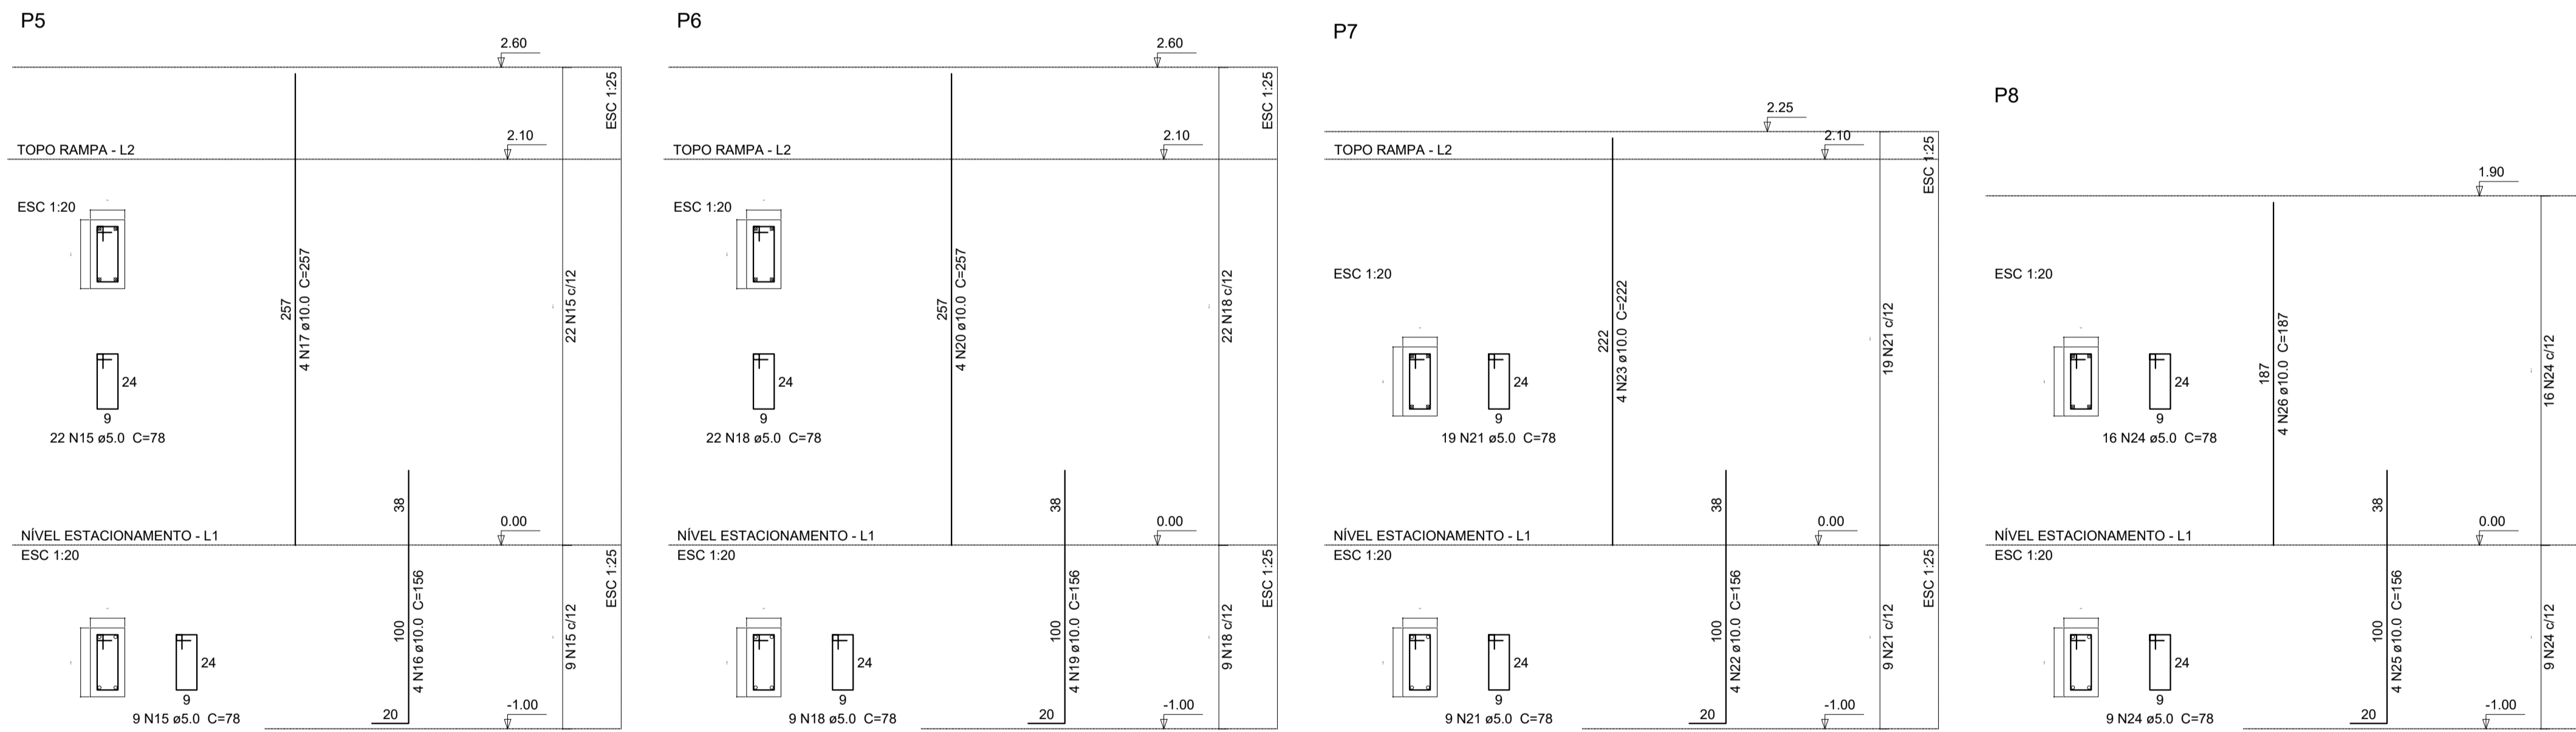 P5
2.60
ESC 1:25
2.10
TOPO RAMPA - L2
ESC 1:20
257
4 N17 ø10.0 C=257
22 N15 c/12
24
9
22 N15 ø5.0 C=78
38
0.00
NÍVEL ESTACIONAMENTO - L1
ESC 1:20
ESC 1:25
100
4 N16 ø10.0 C=156
9 N15 c/12
24
9
9 N15 ø5.0 C=78
20
-1.00
P6
2.60
ESC 1:25
2.10
TOPO RAMPA - L2
ESC 1:20
257
4 N20 ø10.0 C=257
22 N18 c/12
24
9
22 N18 ø5.0 C=78
38
0.00
NÍVEL ESTACIONAMENTO - L1
ESC 1:20
ESC 1:25
100
4 N19 ø10.0 C=156
9 N18 c/12
24
9
9 N18 ø5.0 C=78
20
-1.00
P7
2.25
2.10
ESC 1:25
TOPO RAMPA - L2
ESC 1:20
222
4 N23 ø10.0 C=222
19 N21 c/12
24
9
19 N21 ø5.0 C=78
38
0.00
NÍVEL ESTACIONAMENTO - L1
ESC 1:20
ESC 1:25
100
4 N22 ø10.0 C=156
9 N21 c/12
24
9
9 N21 ø5.0 C=78
20
-1.00
P8
1.90
ESC 1:20
187
4 N26 ø10.0 C=187
16 N24 c/12
24
9
16 N24 ø5.0 C=78
38
0.00
NÍVEL ESTACIONAMENTO - L1
ESC 1:20
100
4 N25 ø10.0 C=156
9 N24 c/12
24
9
9 N24 ø5.0 C=78
20
-1.00